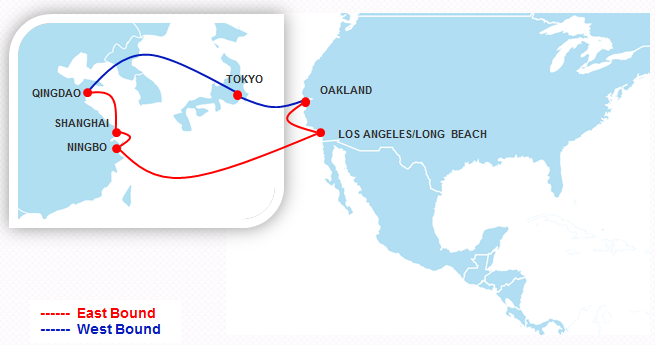 TOKYO
QINGDAO
OAKLAND
SHANGHAI
LOS ANGELES/LONG BEACH
NINGBO
------ East Bound
------ West Bound